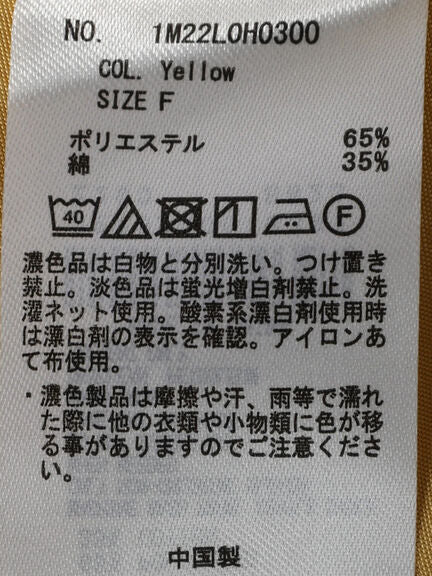 NO. 1M22L0H0300
COL. Yellow
SIZE F
ポリエステル 65%
綿 35%
40 F
濃色品は白物と分別洗い。つけ置き
禁止。淡色品は蛍光増白剤禁止。洗
濯ネット使用。酸素系漂白剤使用時
は漂白剤の表示を確認。アイロンあ
て布使用。
・濃色製品は摩擦や汗、雨等で濡れ
た際に他の衣類や小物類に色が移
る事がありますのでご注意くださ
い。
中国製